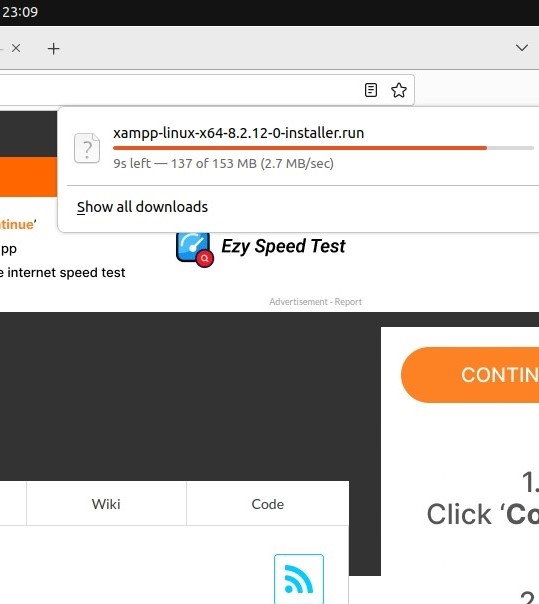 23:09
xampp-linux-x64-8.2.12-0-installer.run
9s left — 137 of 153 MB (2.7 MB/sec)
Show all downloads
tinue’
pp
e internet speed test
Ezy Speed Test
Advertisement - Report
CONTIN
1.
Click ‘Co
Wiki
Code
2